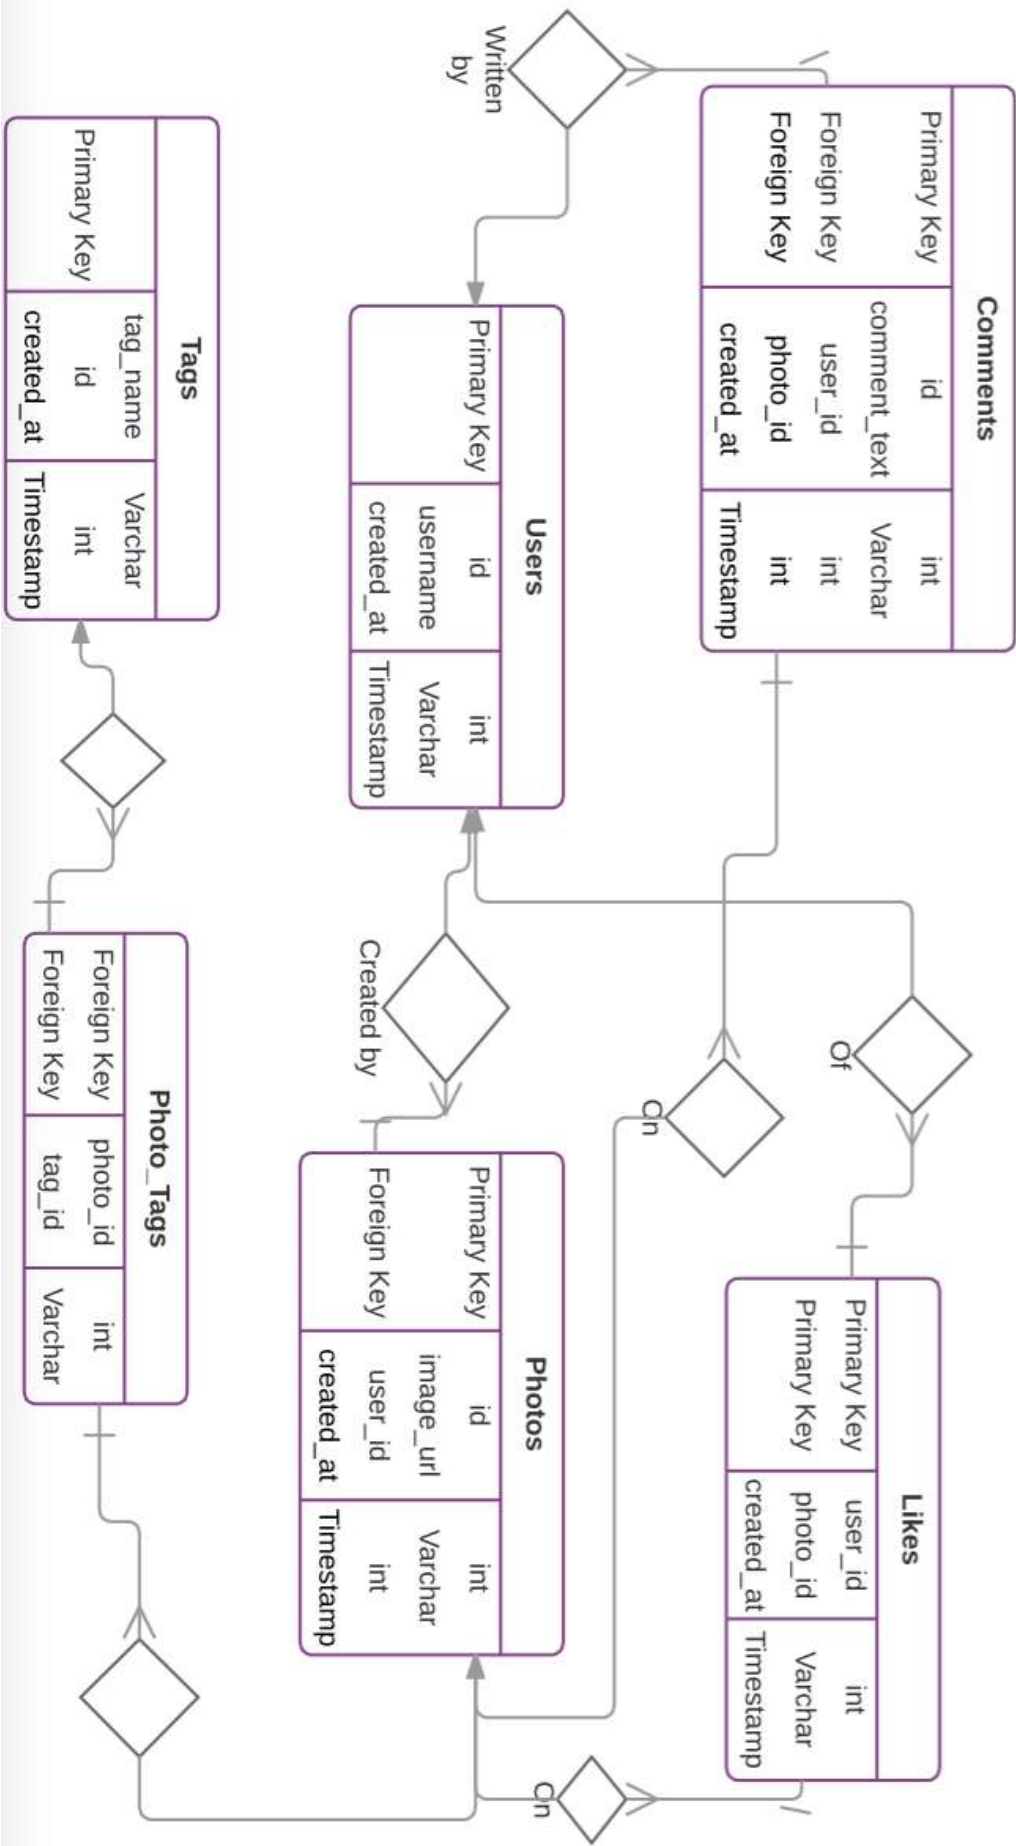 Comments
Primary Key id int
comment_text Varchar
Foreign Key user_id int
Foreign Key photo_id int
created_at Timestamp
Written
by
Likes
Primary Key user_id int
Primary Key photo_id Varchar
created_at Timestamp
Of
On
On
Users
Primary Key id int
username Varchar
created_at Timestamp
Created by
Photos
Primary Key id int
image_url Varchar
Foreign Key user_id int
created_at Timestamp
Tags
tag_name Varchar
Primary Key id int
created_at Timestamp
Photo_Tags
Foreign Key photo_id int
Foreign Key tag_id Varchar